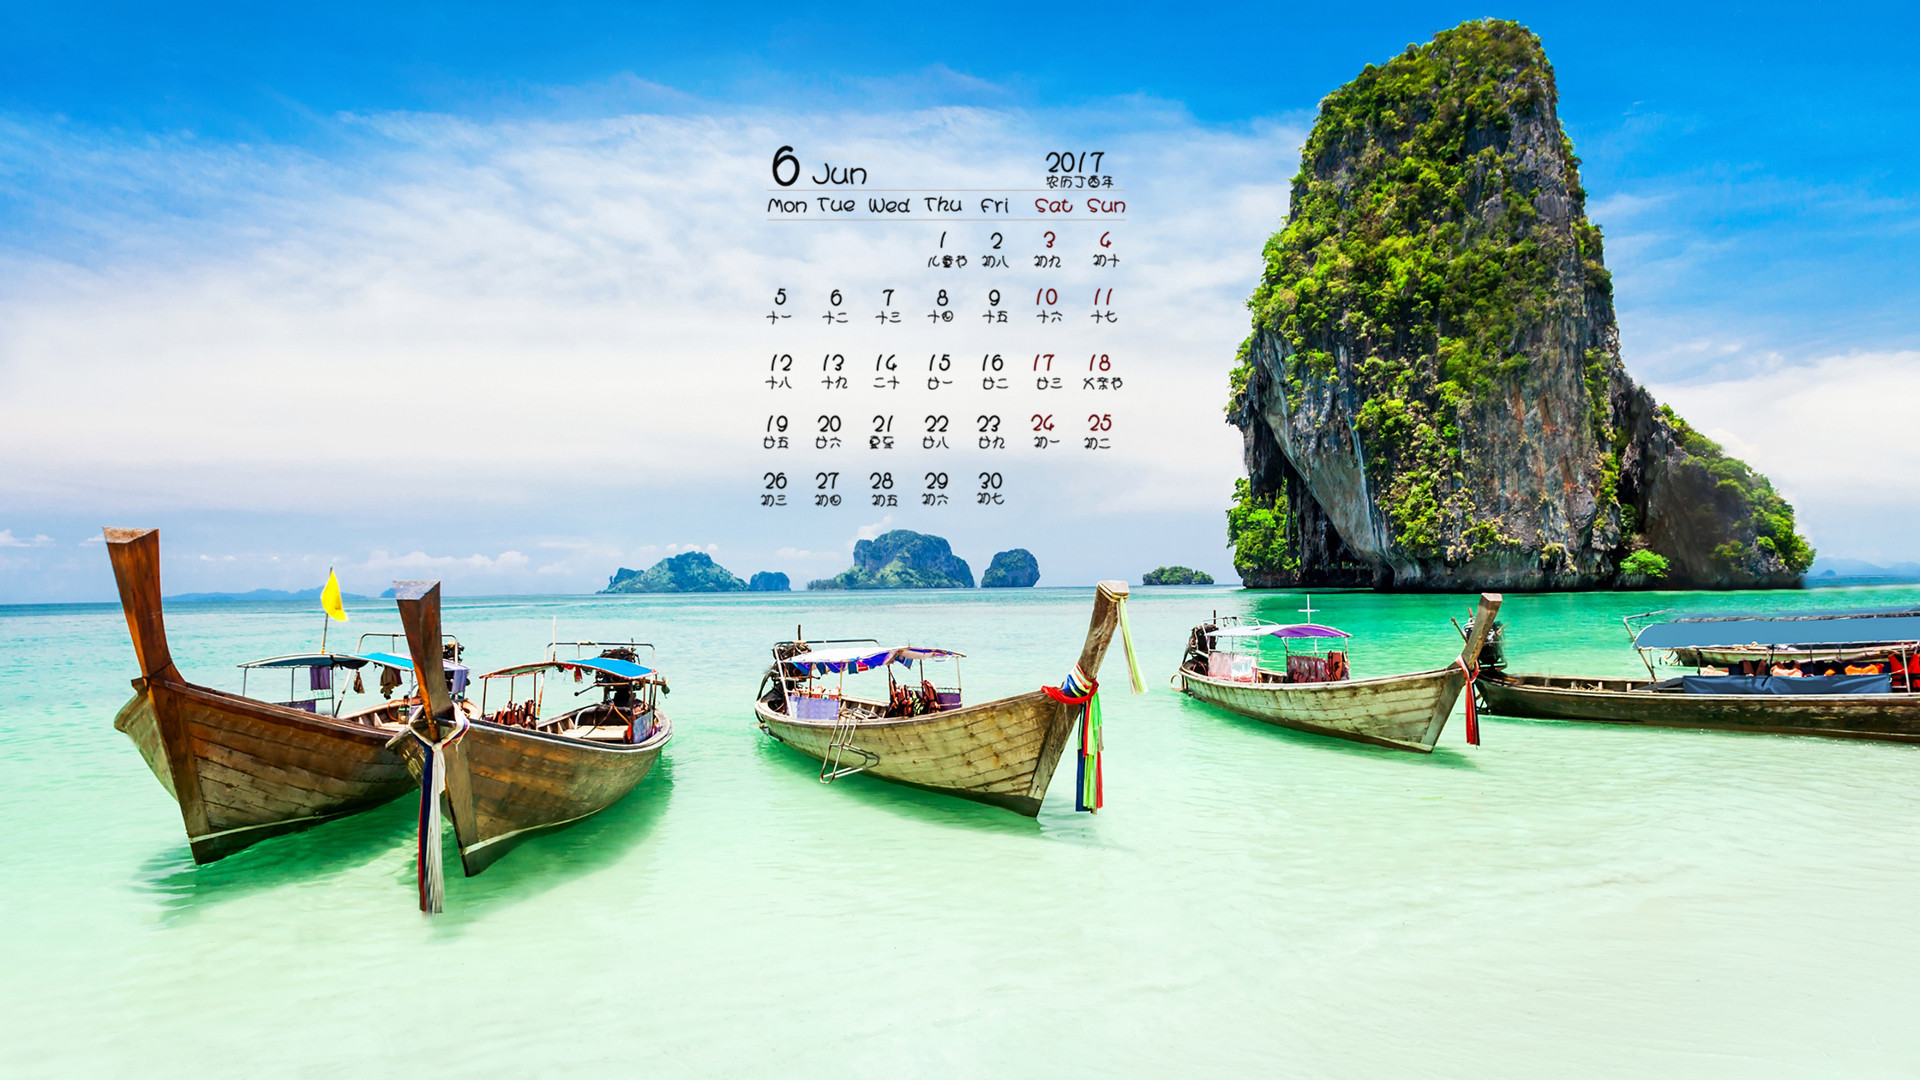 6 Jun 2017
农历丁酉年
Mon Tue Wed Thu Fri Sat Sun
1 2 3 4
儿童节 初八 初九 初十
5 6 7 8 9 10 11
十一 十二 十三 十四 十五 十六 十七
12 13 14 15 16 17 18
十八 十九 二十 廿一 廿二 廿三 父亲节
19 20 21 22 23 24 25
廿五 廿六 夏至 廿八 廿九 初一 初二
26 27 28 29 30
初三 初四 初五 初六 初七